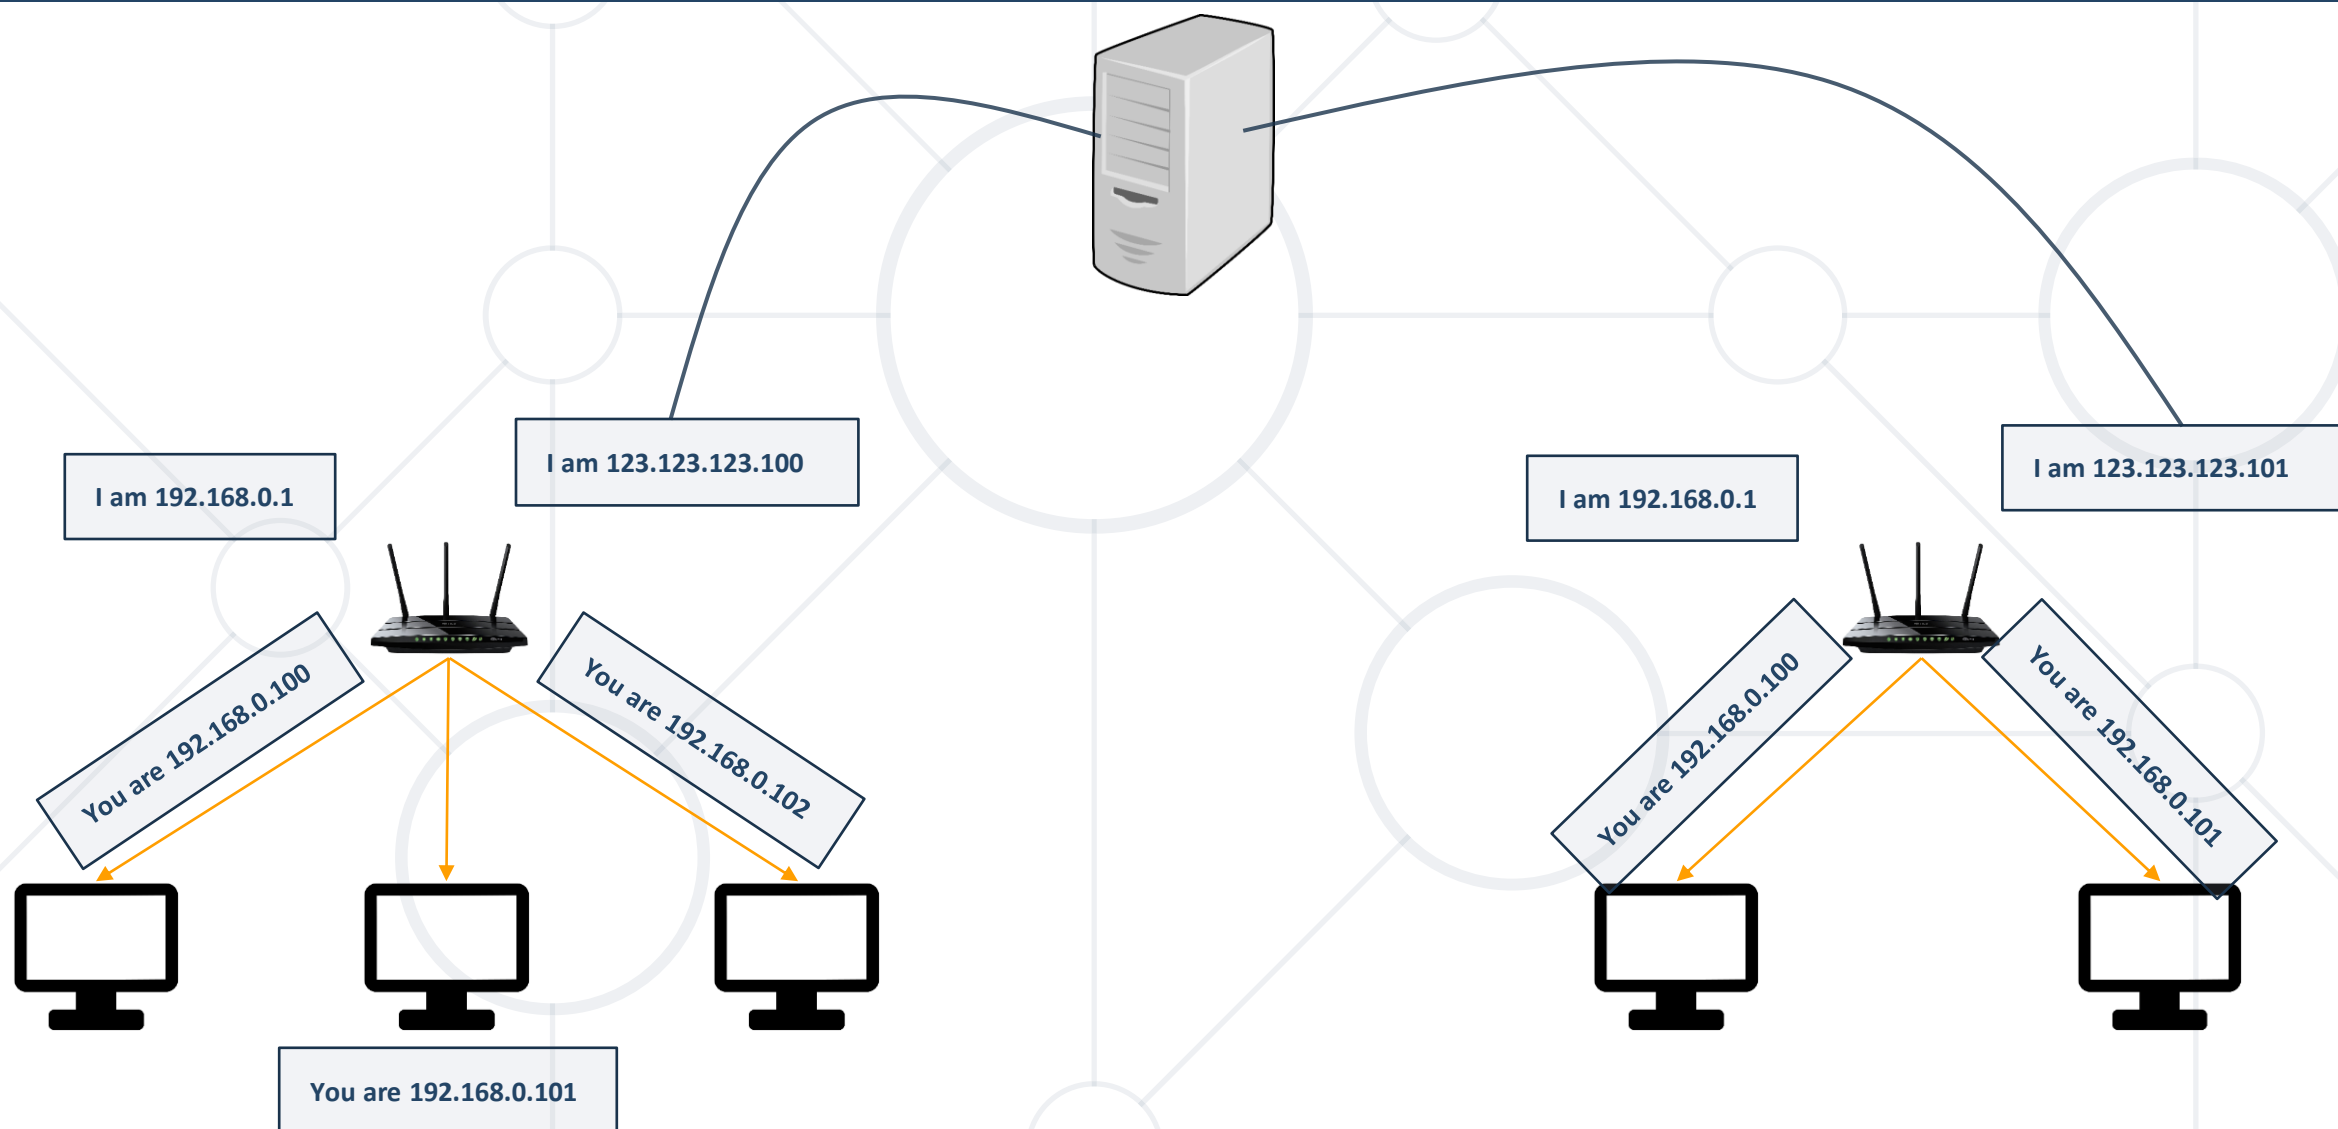 I am 123.123.123.100
I am 192.168.0.1
You are 192.168.0.100
You are 192.168.0.102
You are 192.168.0.101
I am 192.168.0.1
I am 123.123.123.101
You are 192.168.0.100
You are 192.168.0.101